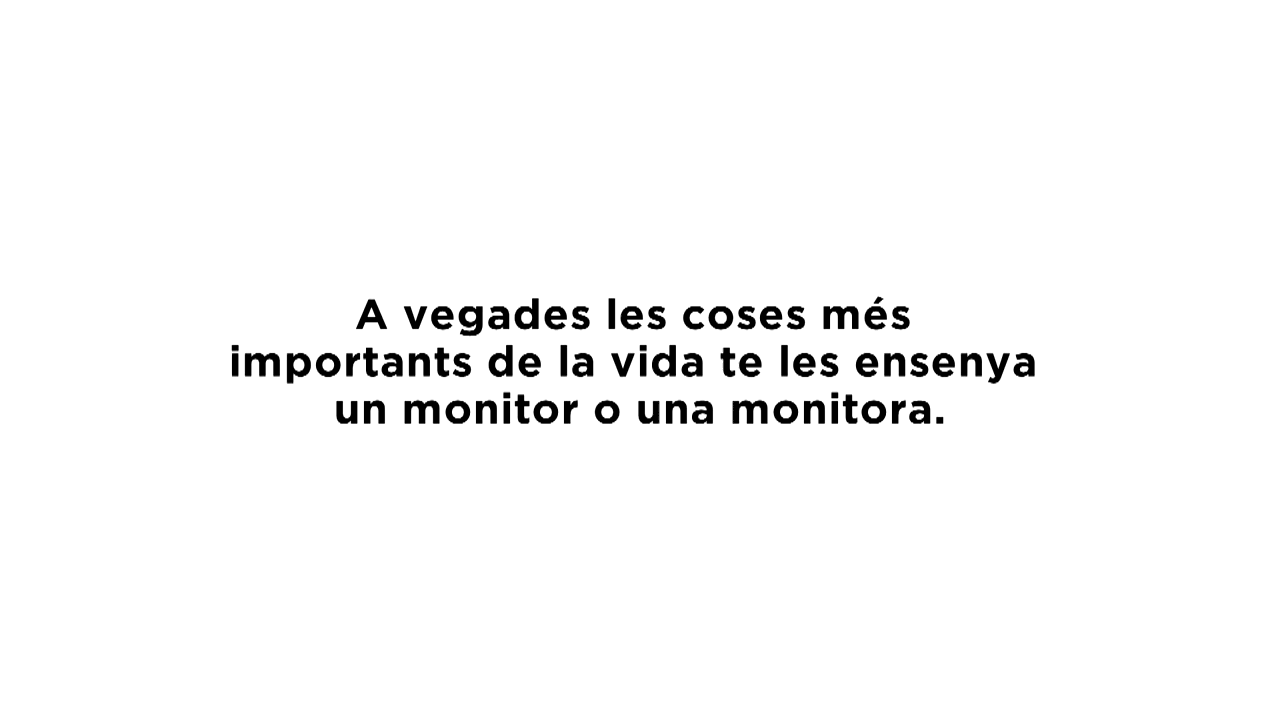 A vegades les coses més
importants de la vida te les ensenya
un monitor o una monitora.